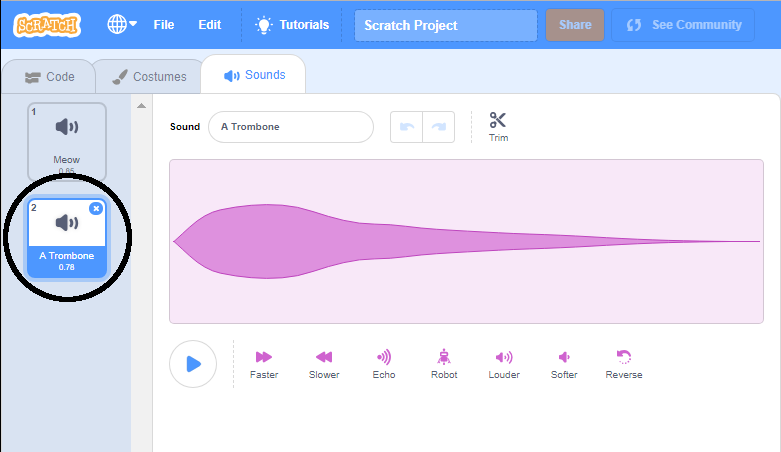 SCRATCH File Edit Tutorials Scratch Project Share See Community
Code Costumes Sounds
1
Meow
0.85
2
A Trombone
0.78
Sound A Trombone Trim
Faster Slower Echo Robot Louder Softer Reverse